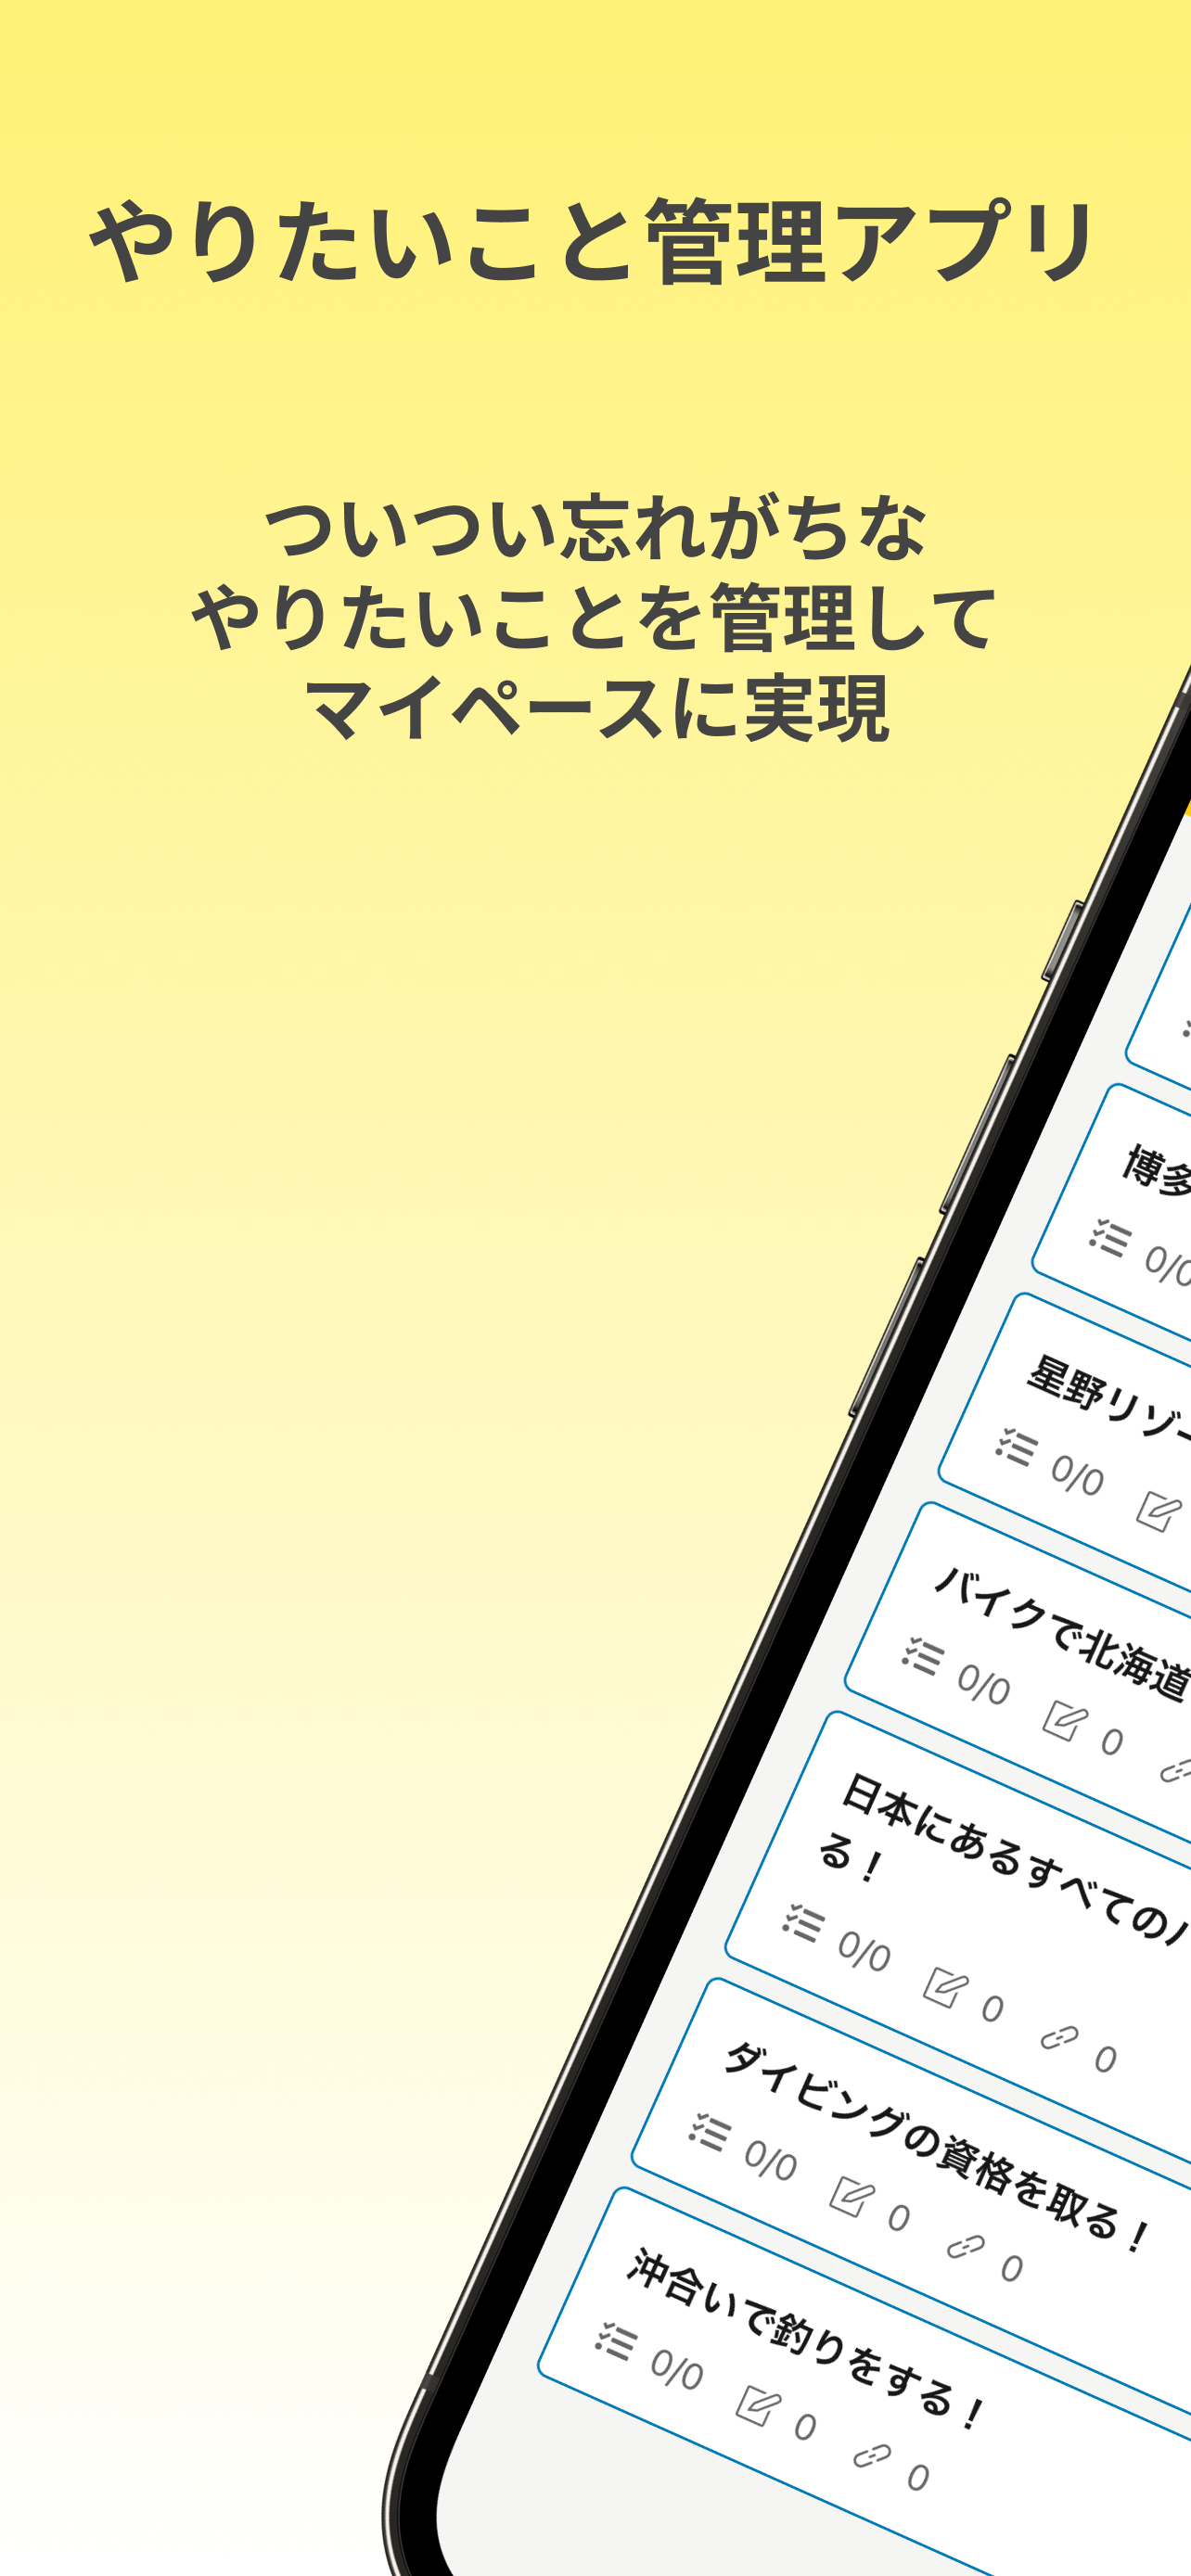 やりたいこと管理アプリ
ついつい忘れがちな
やりたいことを管理して
マイペースに実現
博多
0/0
星野リゾー
0/0
バイクで北海道
0/0 0
日本にあるすべての
る！
0/0 0 0
ダイビングの資格を取る！
0/0 0 0
沖合いで釣りをする！
0/0 0 0